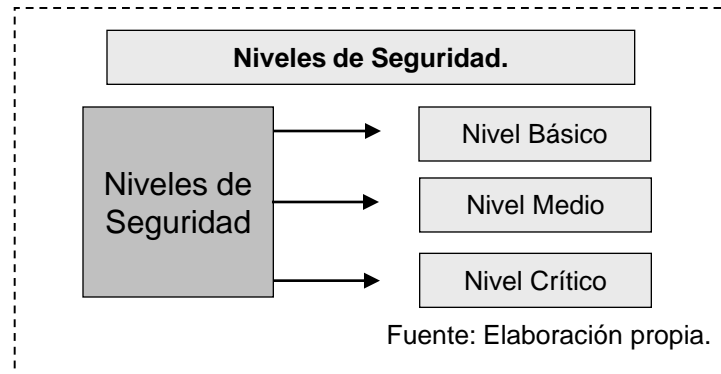 Niveles de Seguridad.
Niveles de
Seguridad
Nivel Básico
Nivel Medio
Nivel Crítico
Fuente: Elaboración propia.